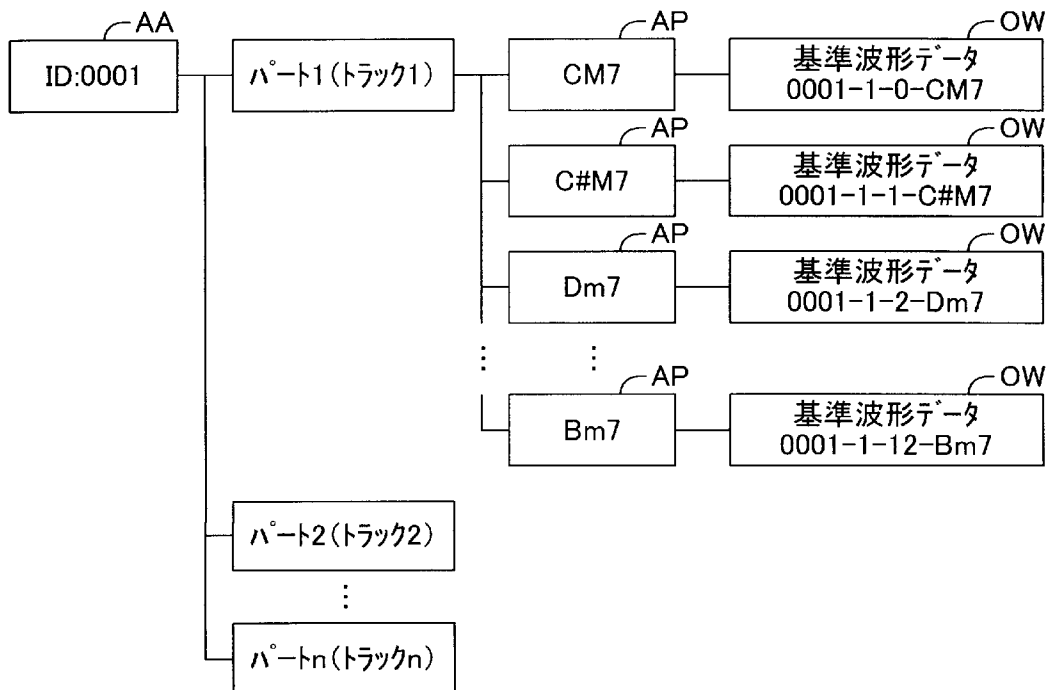 AA
ID:0001
パート1(トラック1)
AP
CM7
OW
基準波形データ
0001-1-0-CM7
AP
C#M7
OW
基準波形データ
0001-1-1-C#M7
AP
Dm7
OW
基準波形データ
0001-1-2-Dm7
⋮ ⋮
AP
Bm7
OW
基準波形データ
0001-1-12-Bm7
パート2(トラック2)
⋮
パートn(トラックn)